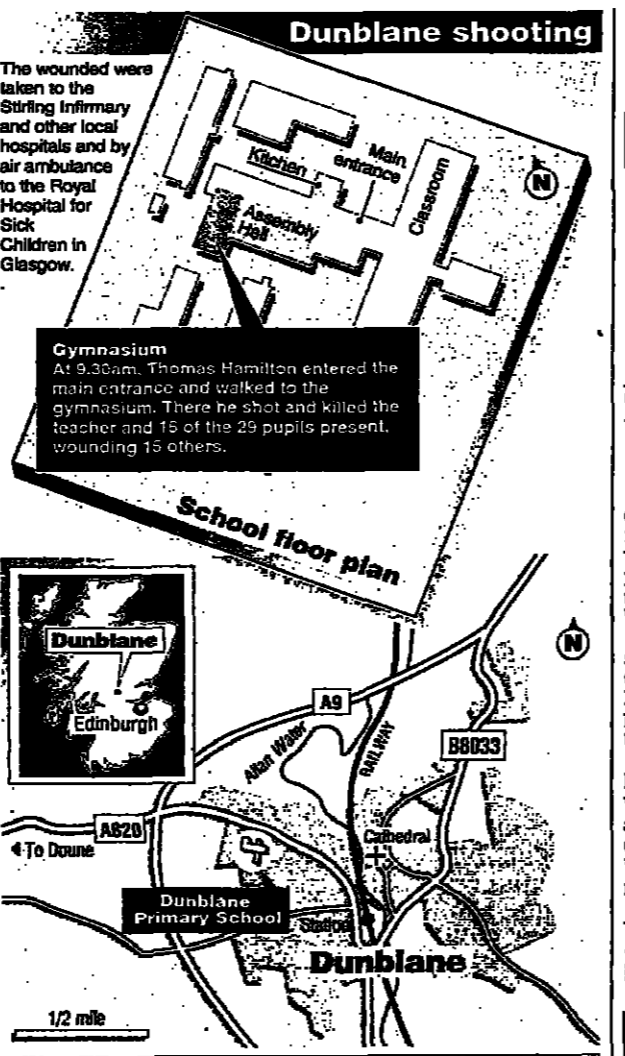 Dunblane shooting
The wounded were
taken to the
Stirling Infirmary
and other local
hospitals and by
air ambulance
to the Royal
Hospital for
Sick
Children in
Glasgow.
Kitchen
Main
entrance
Classroom
N
Assembly
Hall
Gymnasium
At 9.30am, Thomas Hamilton entered the
main entrance and walked to the
gymnasium. There he shot and killed the
teacher and 15 of the 29 pupils present,
wounding 15 others.
School floor plan
Dunblane
Edinburgh
N
A9
Allan Water
RAILWAY
B8033
A820
To Doune
Cathedral
Dunblane
Primary School
Station
Dunblane
1/2 mile